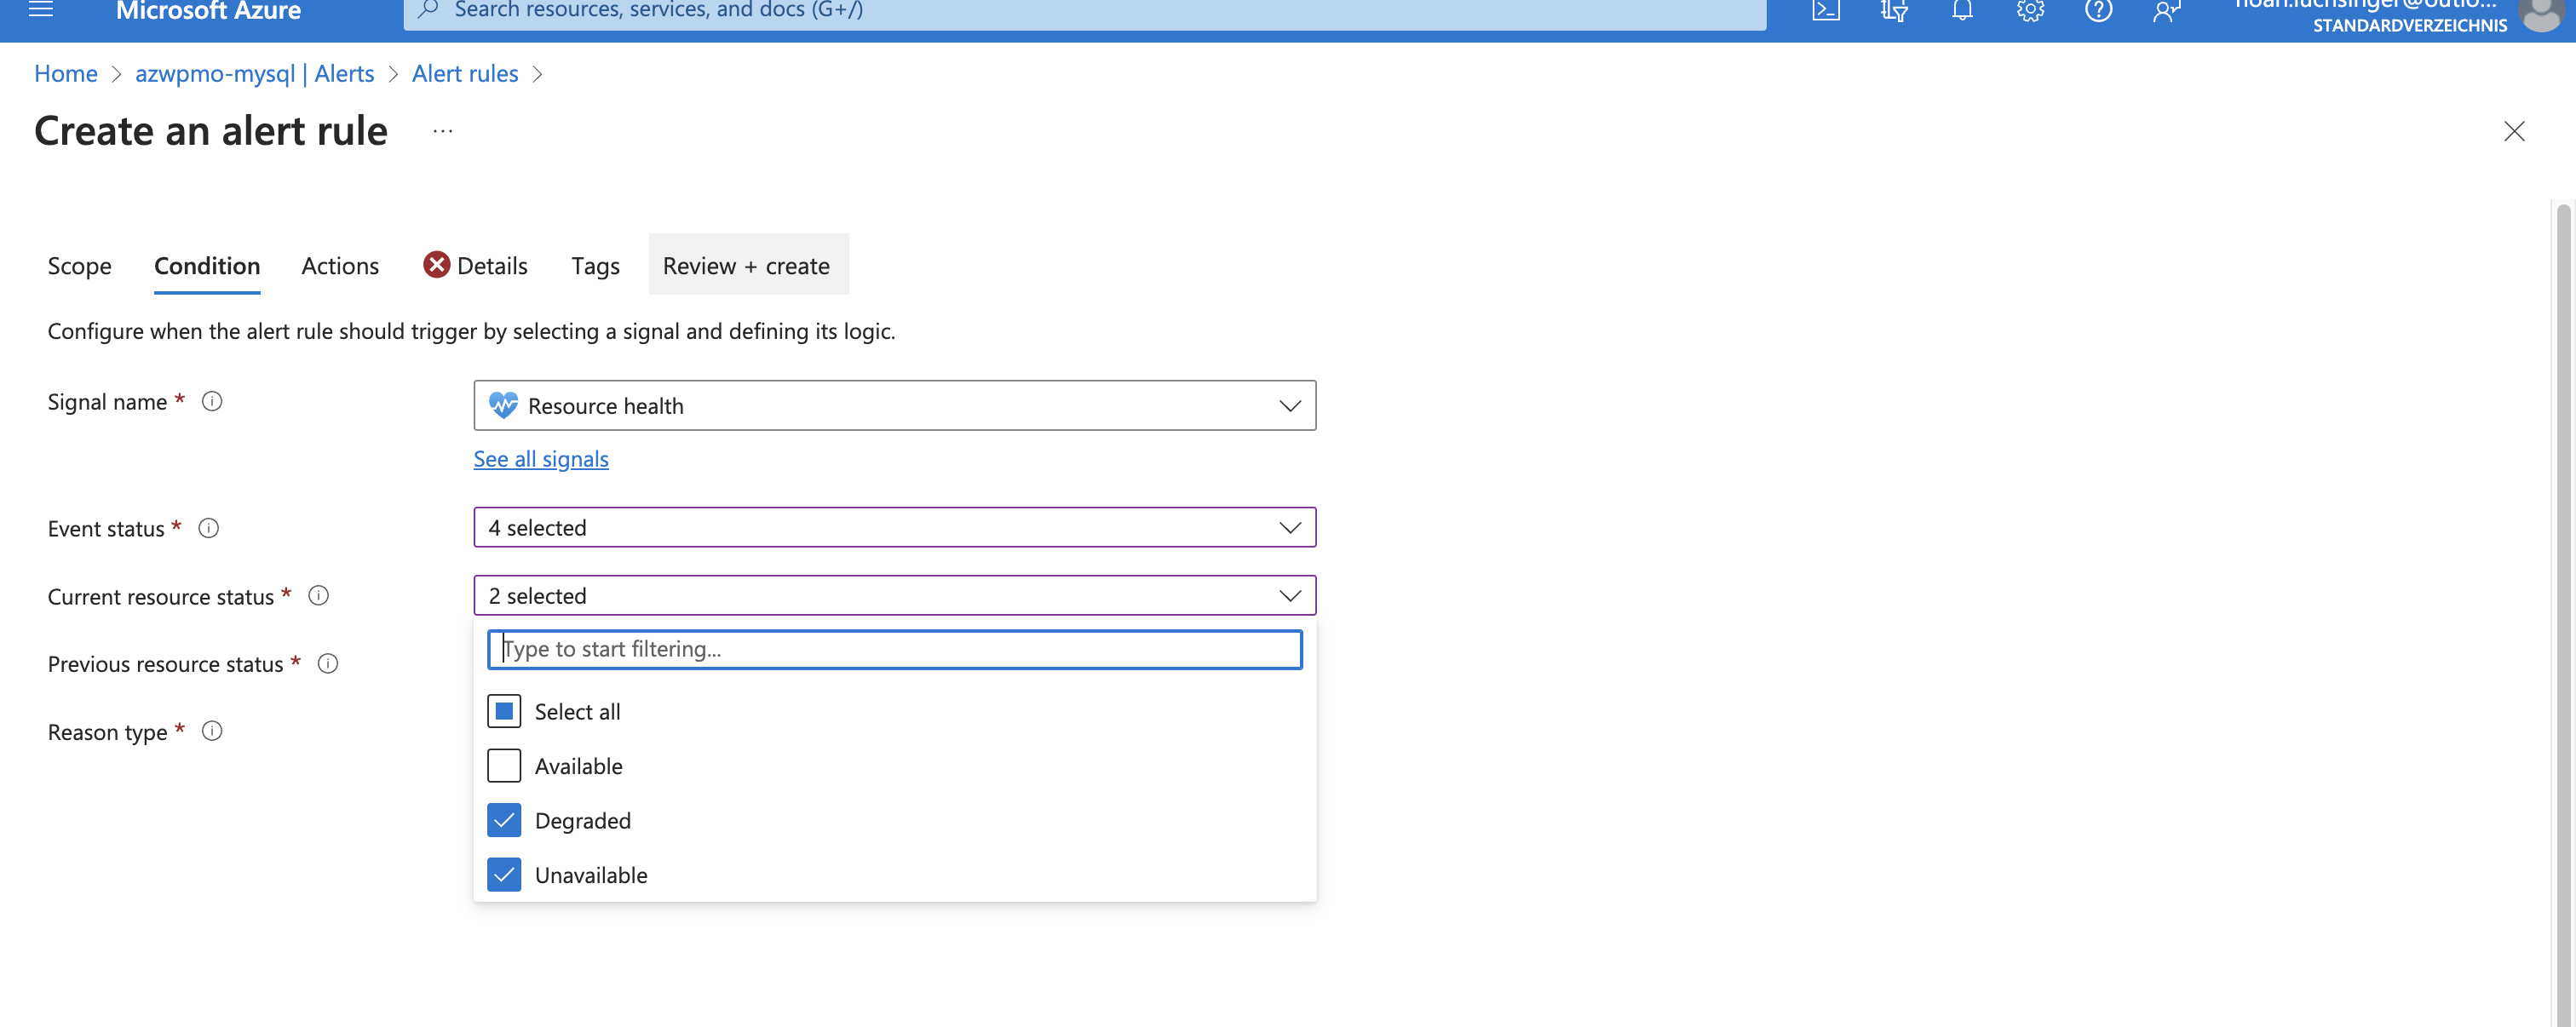 Microsoft Azure
Search resources, services, and docs (G+/)
STANDARDVERZEICHNIS
Home > azwpmo-mysql | Alerts > Alert rules >
Create an alert rule ...
Scope Condition Actions Details Tags Review + create
Configure when the alert rule should trigger by selecting a signal and defining its logic.
Signal name * Resource health
See all signals
Event status * 4 selected
Current resource status * 2 selected
Type to start filtering...
Previous resource status *
Select all
Reason type *
Available
Degraded
Unavailable